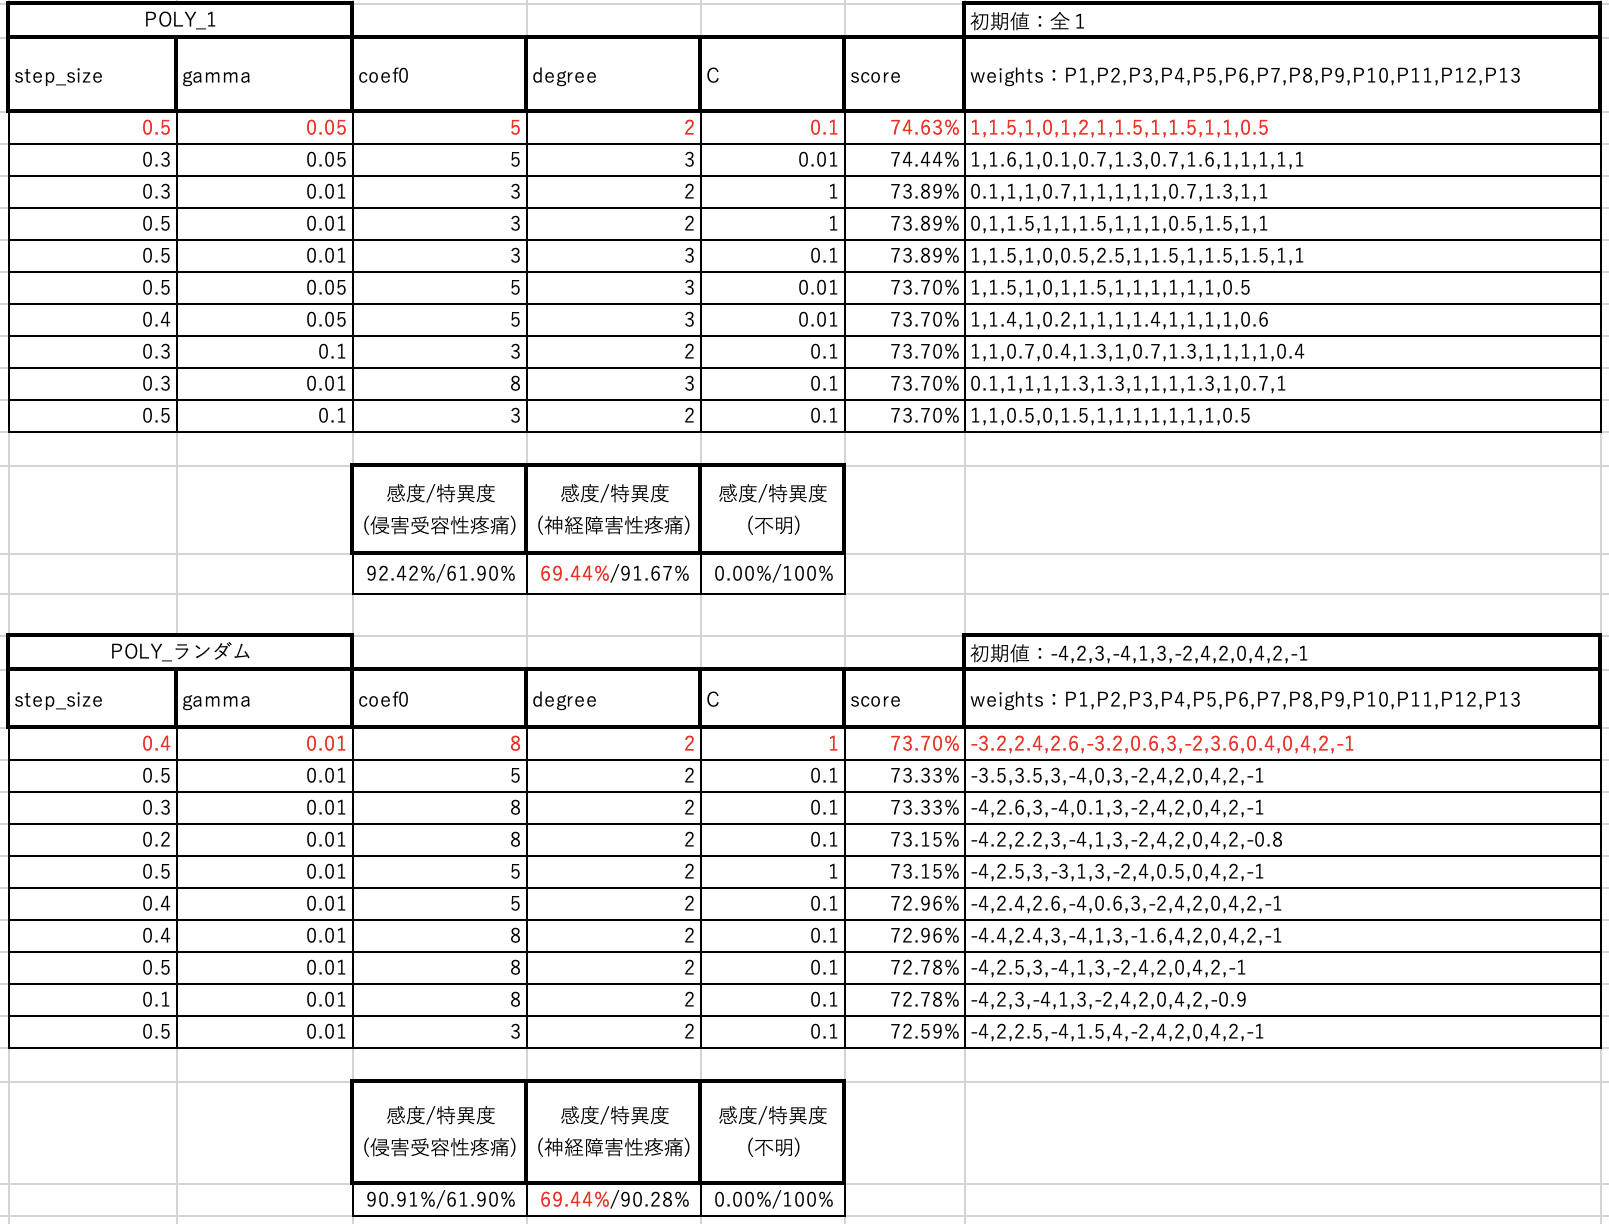 POLY_1 初期値：全1
step_size gamma coef0 degree C score weights：P1,P2,P3,P4,P5,P6,P7,P8,P9,P10,P11,P12,P13
0.5 0.05 5 2 0.1 74.63% 1,1.5,1,0,1,2,1,1.5,1,1.5,1,1,0.5
0.3 0.05 5 3 0.01 74.44% 1,1.6,1,0.1,0.7,1.3,0.7,1.6,1,1,1,1,1
0.3 0.01 3 2 1 73.89% 0.1,1,1,0.7,1,1,1,1,1,0.7,1.3,1,1
0.5 0.01 3 2 1 73.89% 0,1,1.5,1,1,1.5,1,1,1,0.5,1.5,1,1
0.5 0.01 3 3 0.1 73.89% 1,1.5,1,0,0.5,2.5,1,1.5,1,1.5,1.5,1,1
0.5 0.05 5 3 0.01 73.70% 1,1.5,1,0,1,1.5,1,1,1,1,1,1,0.5
0.4 0.05 5 3 0.01 73.70% 1,1.4,1,0.2,1,1,1,1.4,1,1,1,1,0.6
0.3 0.1 3 2 0.1 73.70% 1,1,0.7,0.4,1.3,1,0.7,1.3,1,1,1,1,0.4
0.3 0.01 8 3 0.1 73.70% 0.1,1,1,1,1.3,1.3,1,1,1,1.3,1,0.7,1
0.5 0.1 3 2 0.1 73.70% 1,1,0.5,0,1.5,1,1,1,1,1,1,1,0.5
感度/特異度 感度/特異度 感度/特異度
(侵害受容性疼痛) (神経障害性疼痛) (不明)
92.42%/61.90% 69.44%/91.67% 0.00%/100%
POLY_ランダム 初期値：-4,2,3,-4,1,3,-2,4,2,0,4,2,-1
step_size gamma coef0 degree C score weights：P1,P2,P3,P4,P5,P6,P7,P8,P9,P10,P11,P12,P13
0.4 0.01 8 2 1 73.70% -3.2,2.4,2.6,-3.2,0.6,3,-2,3.6,0.4,0,4,2,-1
0.5 0.01 5 2 0.1 73.33% -3.5,3.5,3,-4,0,3,-2,4,2,0,4,2,-1
0.3 0.01 8 2 0.1 73.33% -4,2.6,3,-4,0.1,3,-2,4,2,0,4,2,-1
0.2 0.01 8 2 0.1 73.15% -4.2,2.2,3,-4,1,3,-2,4,2,0,4,2,-0.8
0.5 0.01 5 2 1 73.15% -4,2.5,3,-3,1,3,-2,4,0.5,0,4,2,-1
0.4 0.01 5 2 0.1 72.96% -4,2.4,2.6,-4,0.6,3,-2,4,2,0,4,2,-1
0.4 0.01 8 2 0.1 72.96% -4.4,2.4,3,-4,1,3,-1.6,4,2,0,4,2,-1
0.5 0.01 8 2 0.1 72.78% -4,2.5,3,-4,1,3,-2,4,2,0,4,2,-1
0.1 0.01 8 2 0.1 72.78% -4,2,3,-4,1,3,-2,4,2,0,4,2,-0.9
0.5 0.01 3 2 0.1 72.59% -4,2,2.5,-4,1.5,4,-2,4,2,0,4,2,-1
感度/特異度 感度/特異度 感度/特異度
(侵害受容性疼痛) (神経障害性疼痛) (不明)
90.91%/61.90% 69.44%/90.28% 0.00%/100%